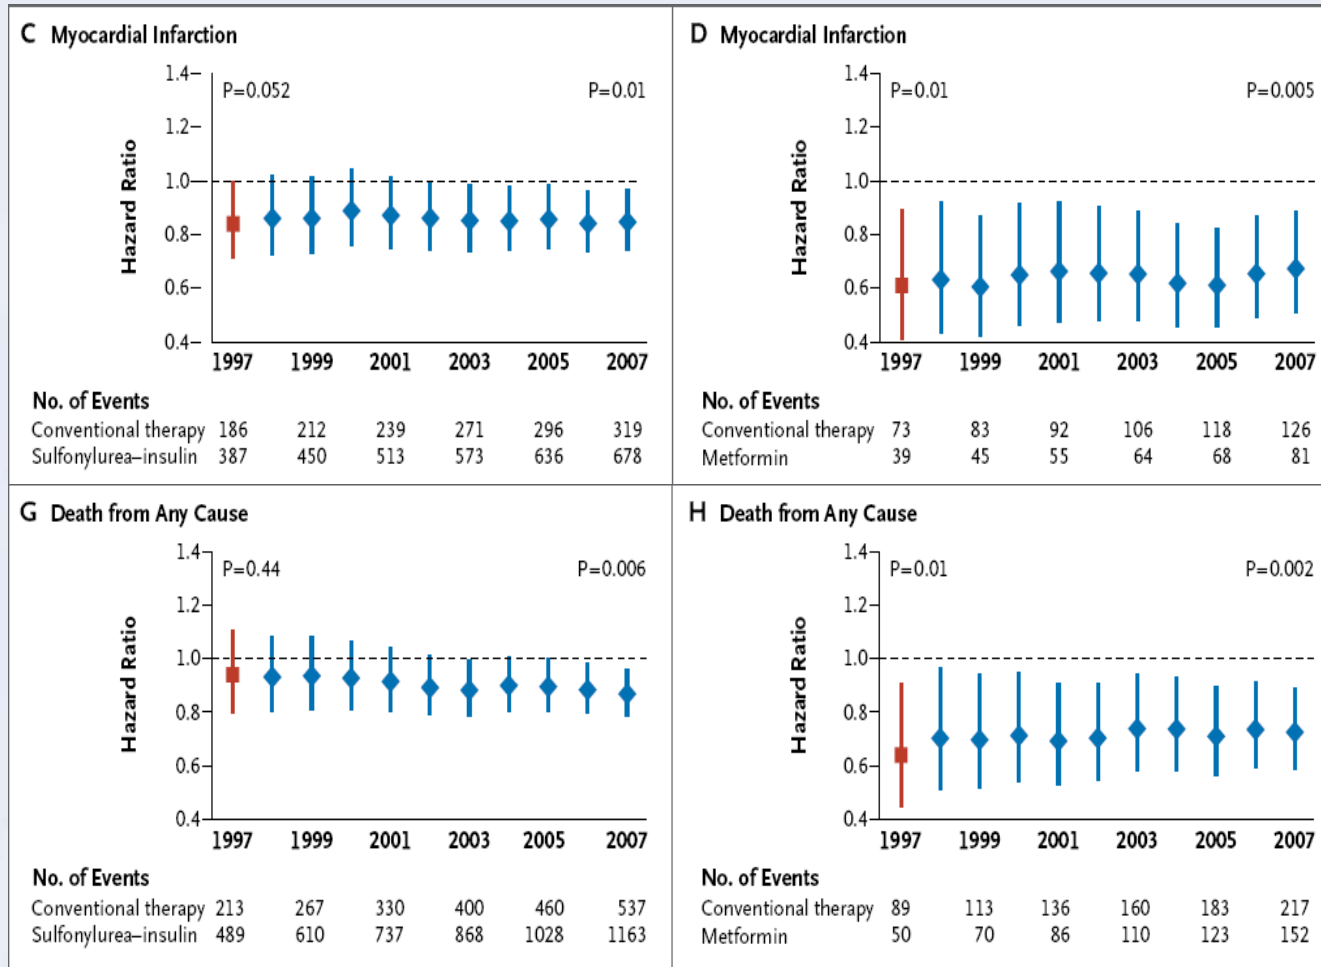 C Myocardial Infarction
1.4
P=0.052 P=0.01
1.2
1.0
0.8
0.6
0.4
Hazard Ratio
1997 1999 2001 2003 2005 2007
No. of Events
Conventional therapy 186 212 239 271 296 319
Sulfonylurea–insulin 387 450 513 573 636 678
D Myocardial Infarction
1.4
P=0.01 P=0.005
1.2
1.0
0.8
0.6
0.4
Hazard Ratio
1997 1999 2001 2003 2005 2007
No. of Events
Conventional therapy 73 83 92 106 118 126
Metformin 39 45 55 64 68 81
G Death from Any Cause
1.4
P=0.44 P=0.006
1.2
1.0
0.8
0.6
0.4
Hazard Ratio
1997 1999 2001 2003 2005 2007
No. of Events
Conventional therapy 213 267 330 400 460 537
Sulfonylurea–insulin 489 610 737 868 1028 1163
H Death from Any Cause
1.4
P=0.01 P=0.002
1.2
1.0
0.8
0.6
0.4
Hazard Ratio
1997 1999 2001 2003 2005 2007
No. of Events
Conventional therapy 89 113 136 160 183 217
Metformin 50 70 86 110 123 152